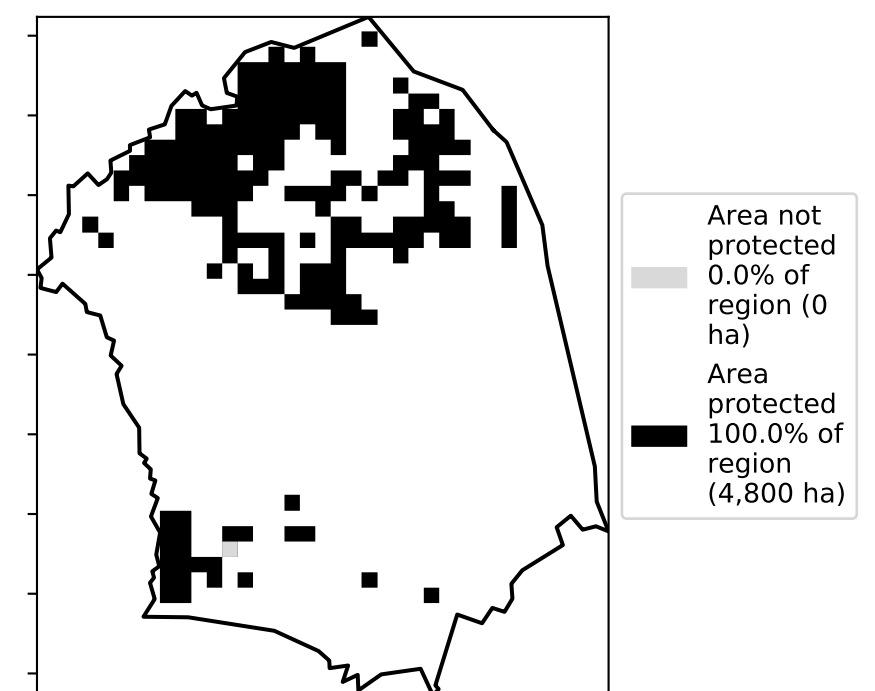 Area not
protected
0.0% of
region (0
ha)
Area
protected
100.0% of
region
(4,800 ha)